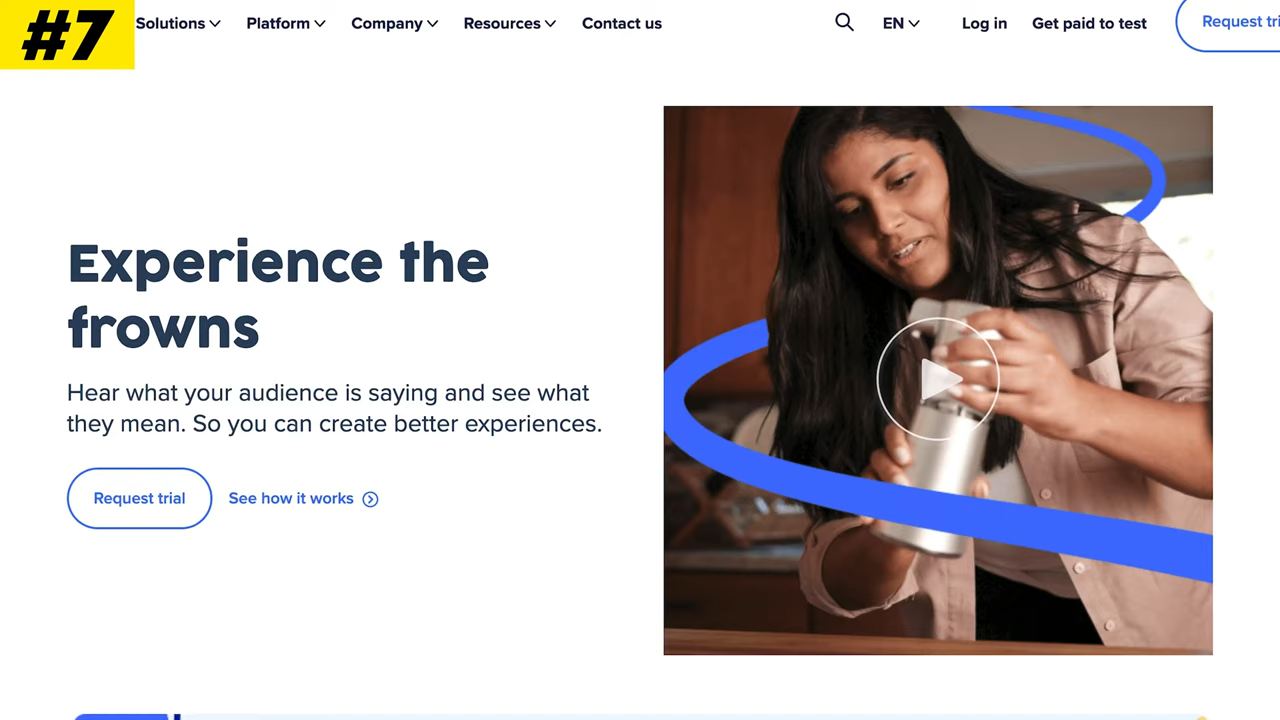 #7
Solutions Platform Company Resources Contact us EN Log in Get paid to test Request
Experience the
frowns
Hear what your audience is saying and see what
they mean. So you can create better experiences.
Request trial See how it works